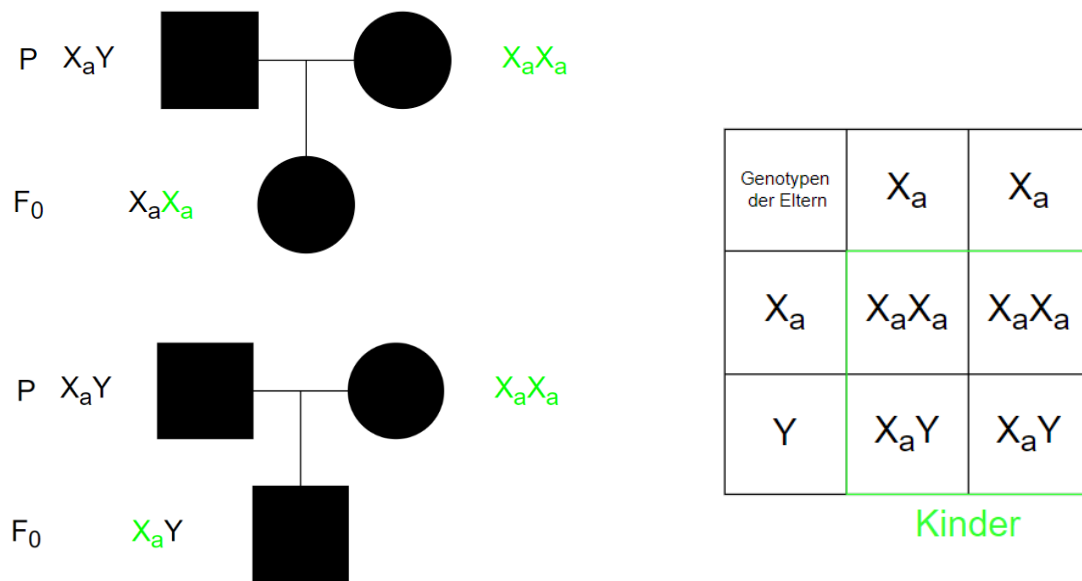 P XₐY XₐXₐ
F₀ XₐXₐ
P XₐY XₐXₐ
F₀ XₐY
Genotypen
der Eltern
Xₐ Xₐ
Xₐ XₐXₐ XₐXₐ
Y XₐY XₐY
Kinder